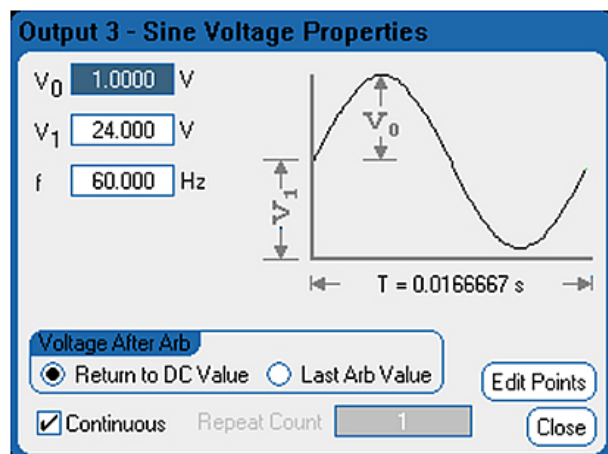 Output 3 - Sine Voltage Properties
V0 1.0000 V
V1 24.000 V
f 60.000 Hz
V0
V1
T = 0.0166667 s
Voltage After Arb
Return to DC Value Last Arb Value
Edit Points
Continuous Repeat Count 1
Close